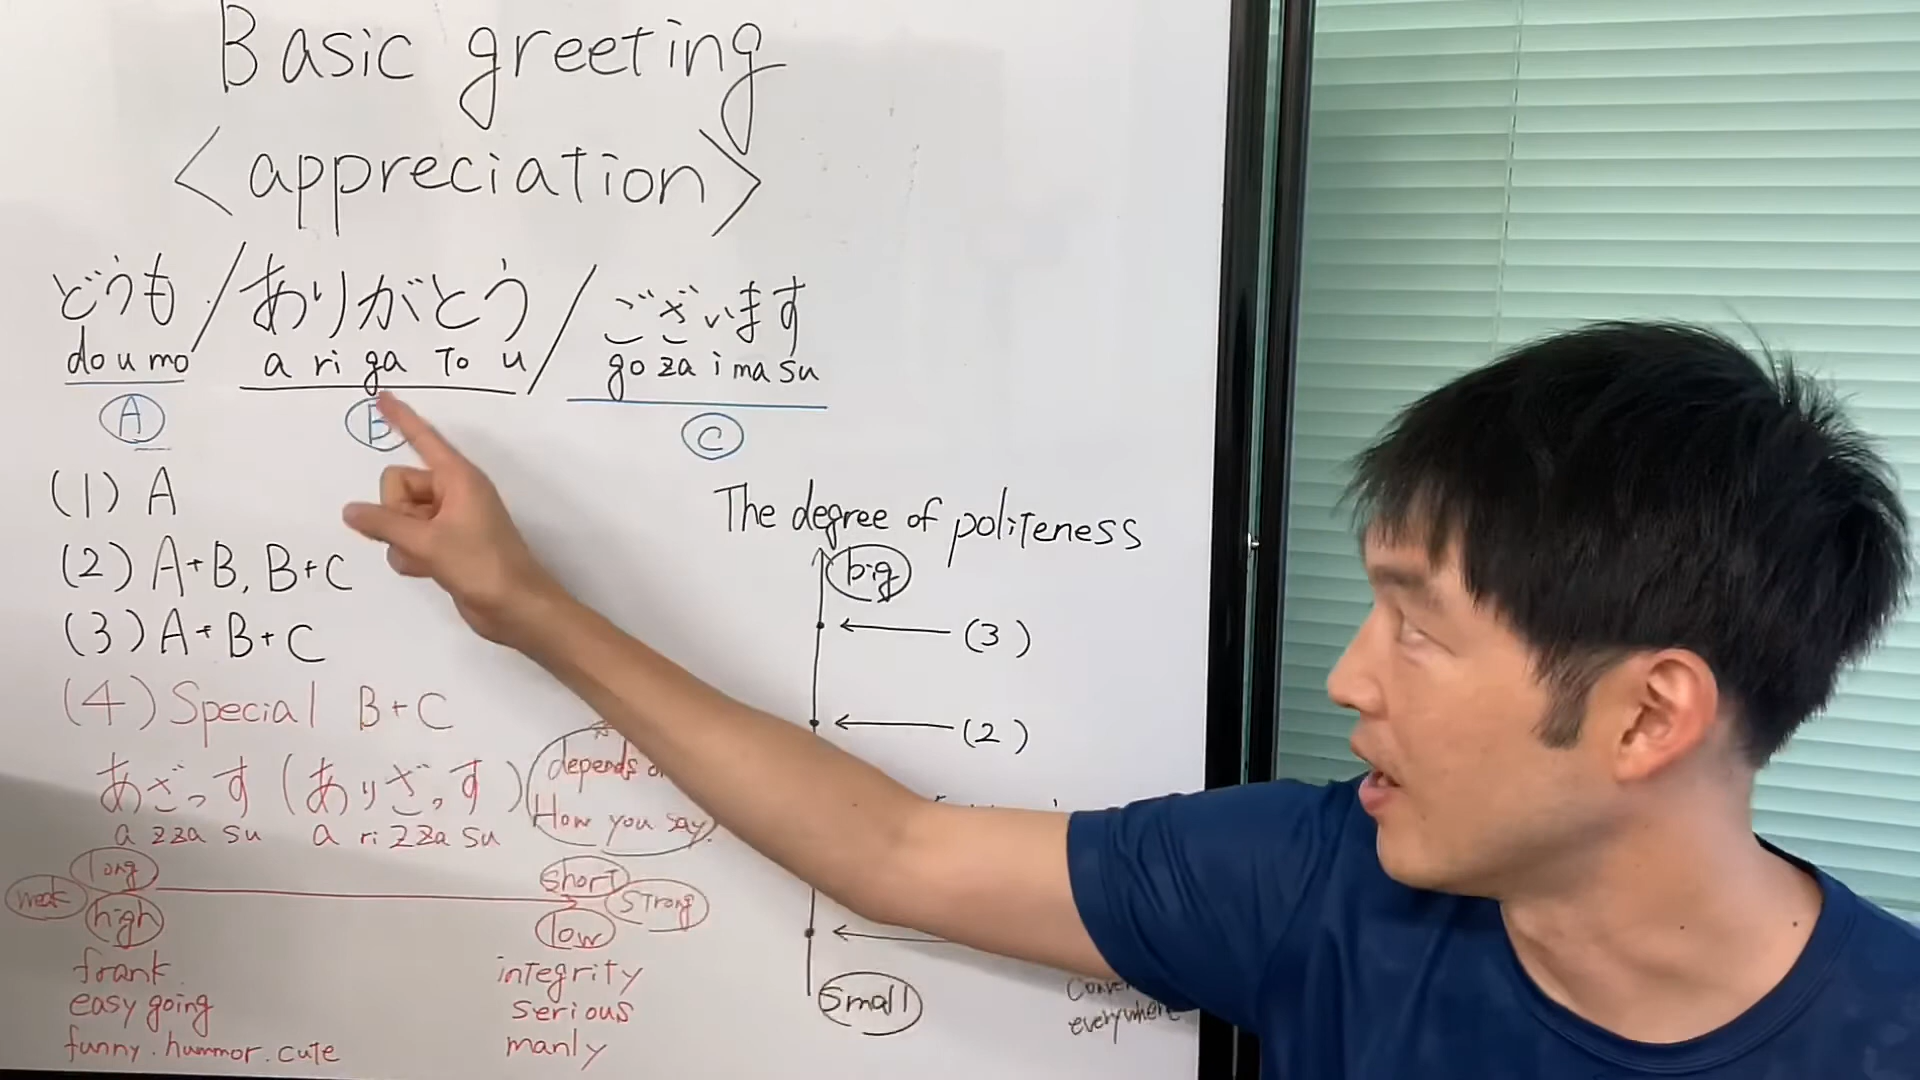 Basic greeting
<appreciation>
どうも/ありがとう/ございます
doumo a ri ga To u go za i ma su
A B C
(1) A
(2) A+B, B+C
(3) A+B+C
(4) Special B+C
あざっす (ありざっす)
a zza su a ri zza su
depends
How you say
long short
weak strong
high low
frank integrity
easy going serious
funny. hummor. cute manly
The degree of politeness
big
(3)
(2)
small
everywhere